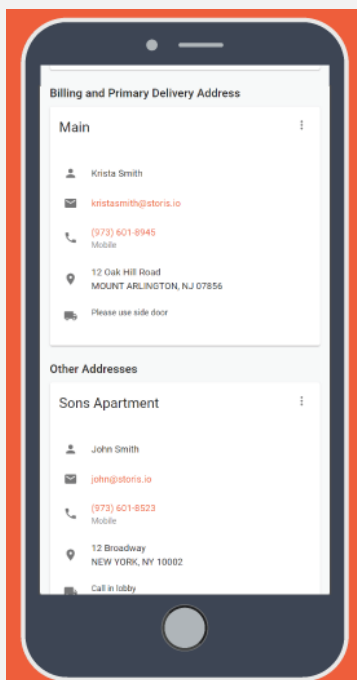 Billing and Primary Delivery Address
Main
Krista Smith
kristasmith@storis.io
(973) 601-8945
Mobile
12 Oak Hill Road
MOUNT ARLINGTON, NJ 07856
Please use side door
Other Addresses
Sons Apartment
John Smith
john@storis.io
(973) 601-8523
Mobile
12 Broadway
NEW YORK, NY 10002
Call in lobby